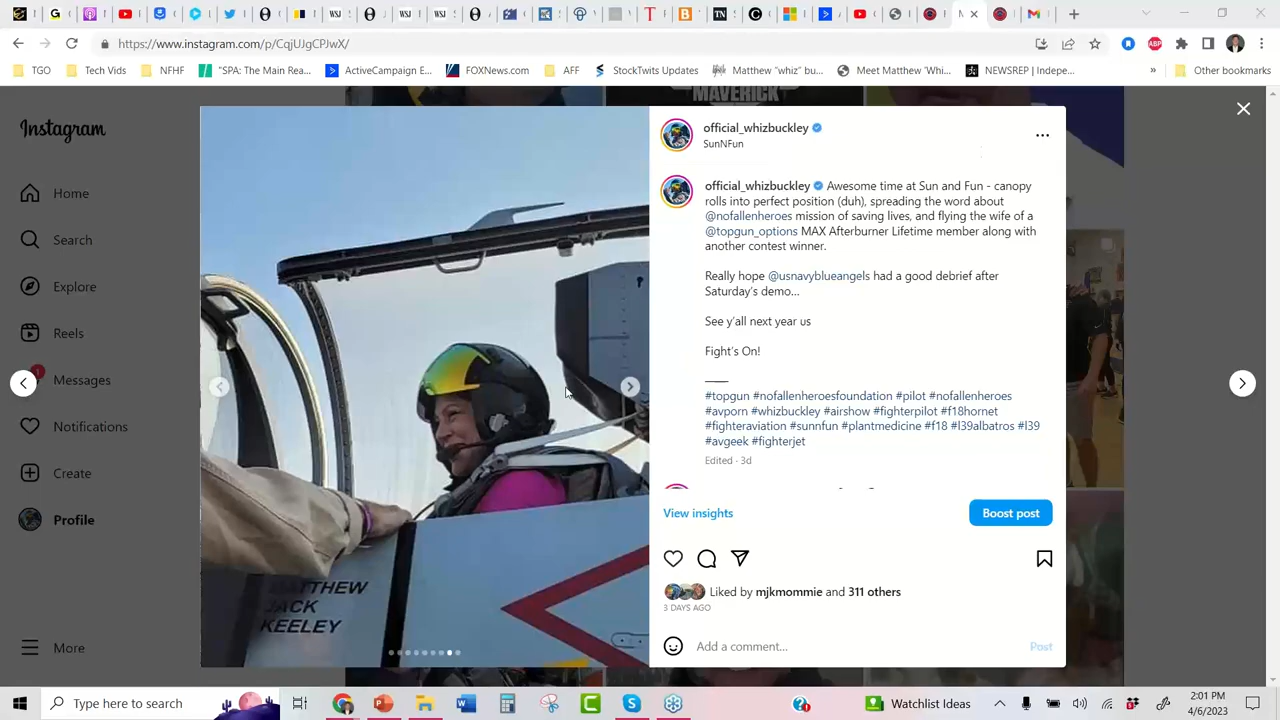 https://www.instagram.com/p/CqjUJgCPJwX/
TGO
Tech Vids
NFHF
"SPA: The Main Rea...
ActiveCampaign E...
FOXNews.com
AFF
StockTwits Updates
Matthew "whiz" bu...
Meet Matthew 'Whi...
NEWSREP | Indepe...
»
Other bookmarks
MAVERICK
Instagram
Home
Search
Explore
Reels
Messages
Notifications
Create
Profile
More
MATTHEW
JACK
KEELEY
official_whizbuckley
SunNFun
official_whizbuckley Awesome time at Sun and Fun - canopy
rolls into perfect position (duh), spreading the word about
@nofallenheroes mission of saving lives, and flying the wife of a
@topgun_options MAX Afterburner Lifetime member along with
another contest winner.
Really hope @usnavyblueangels had a good debrief after
Saturday's demo...
See y'all next year us
Fight's On!
#topgun #nofallenheroesfoundation #pilot #nofallenheroes
#avporn #whizbuckley #airshow #fighterpilot #f18hornet
#fighteraviation #sunnfun #plantmedicine #f18 #l39albatros #l39
#avgeek #fighterjet
Edited · 3d
View insights
Boost post
Liked by mjkmommie and 311 others
3 DAYS AGO
Add a comment...
Post
Type here to search
Watchlist Ideas
2:01 PM
4/6/2023